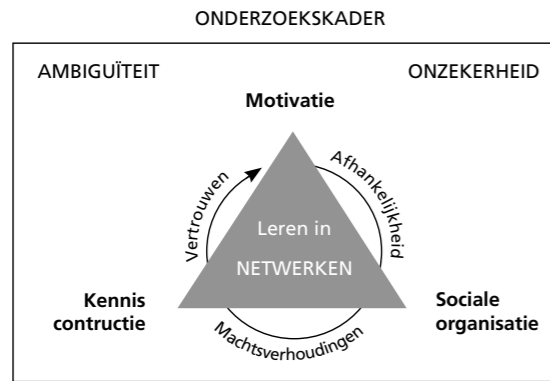 ONDERZOEKSKADER
AMBIGUÏTEIT
ONZEKERHEID
Motivatie
Vertrouwen
Afhankelijkheid
Leren in
NETWERKEN
Kennis
contructie
Sociale
organisatie
Machtsverhoudingen